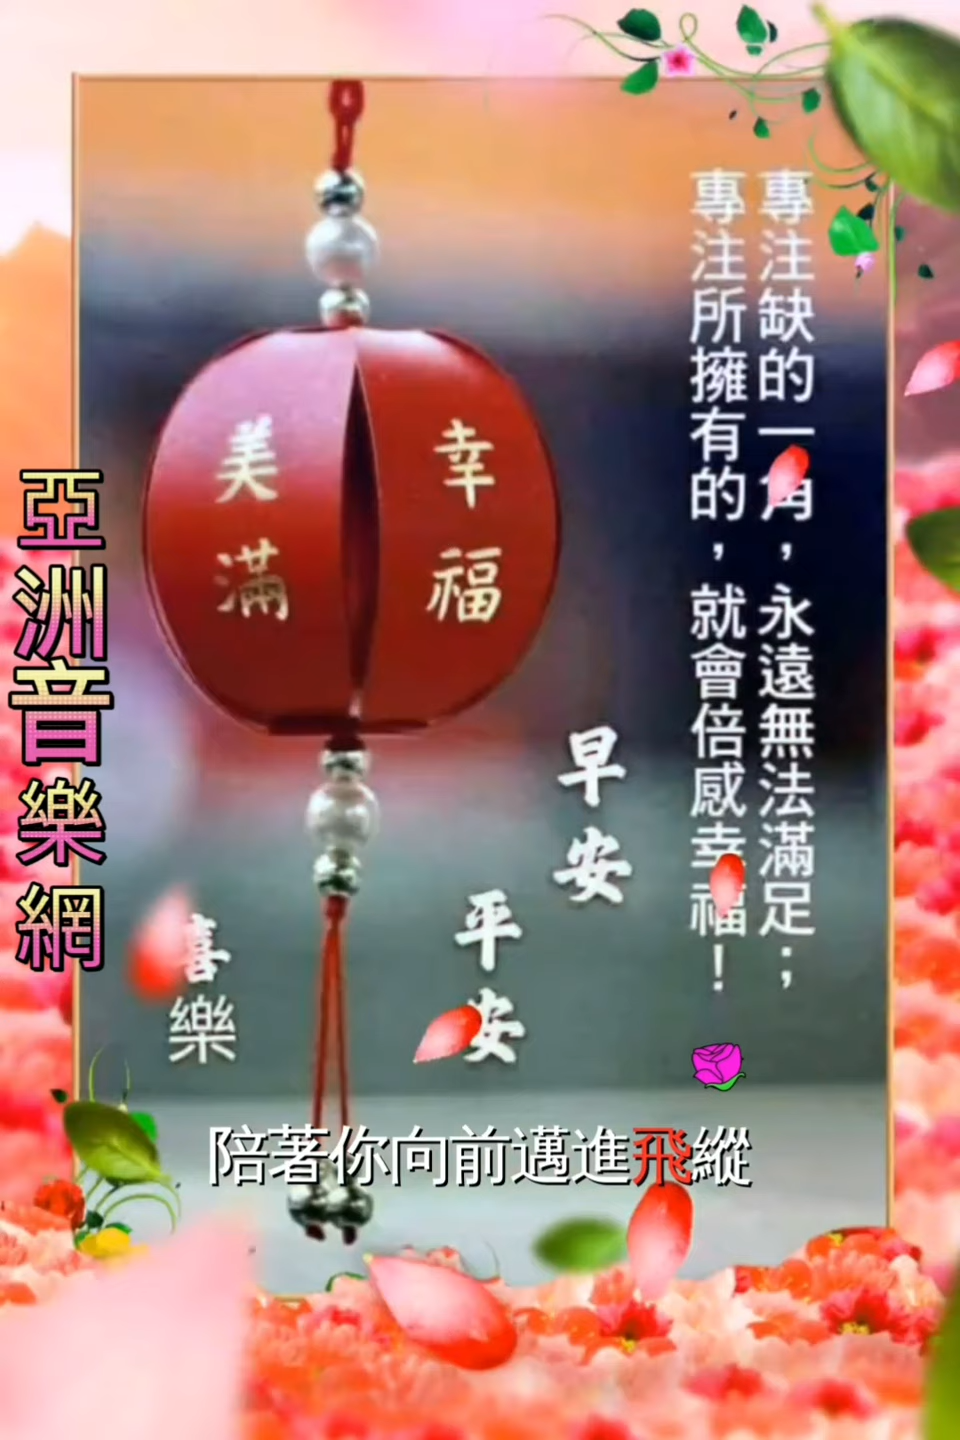 專注缺的一角，永遠無法滿足；
專注所擁有的，就會倍感幸福！
幸福
美滿
早安
平安
喜樂
亞洲音樂網
陪著你向前邁進飛縱